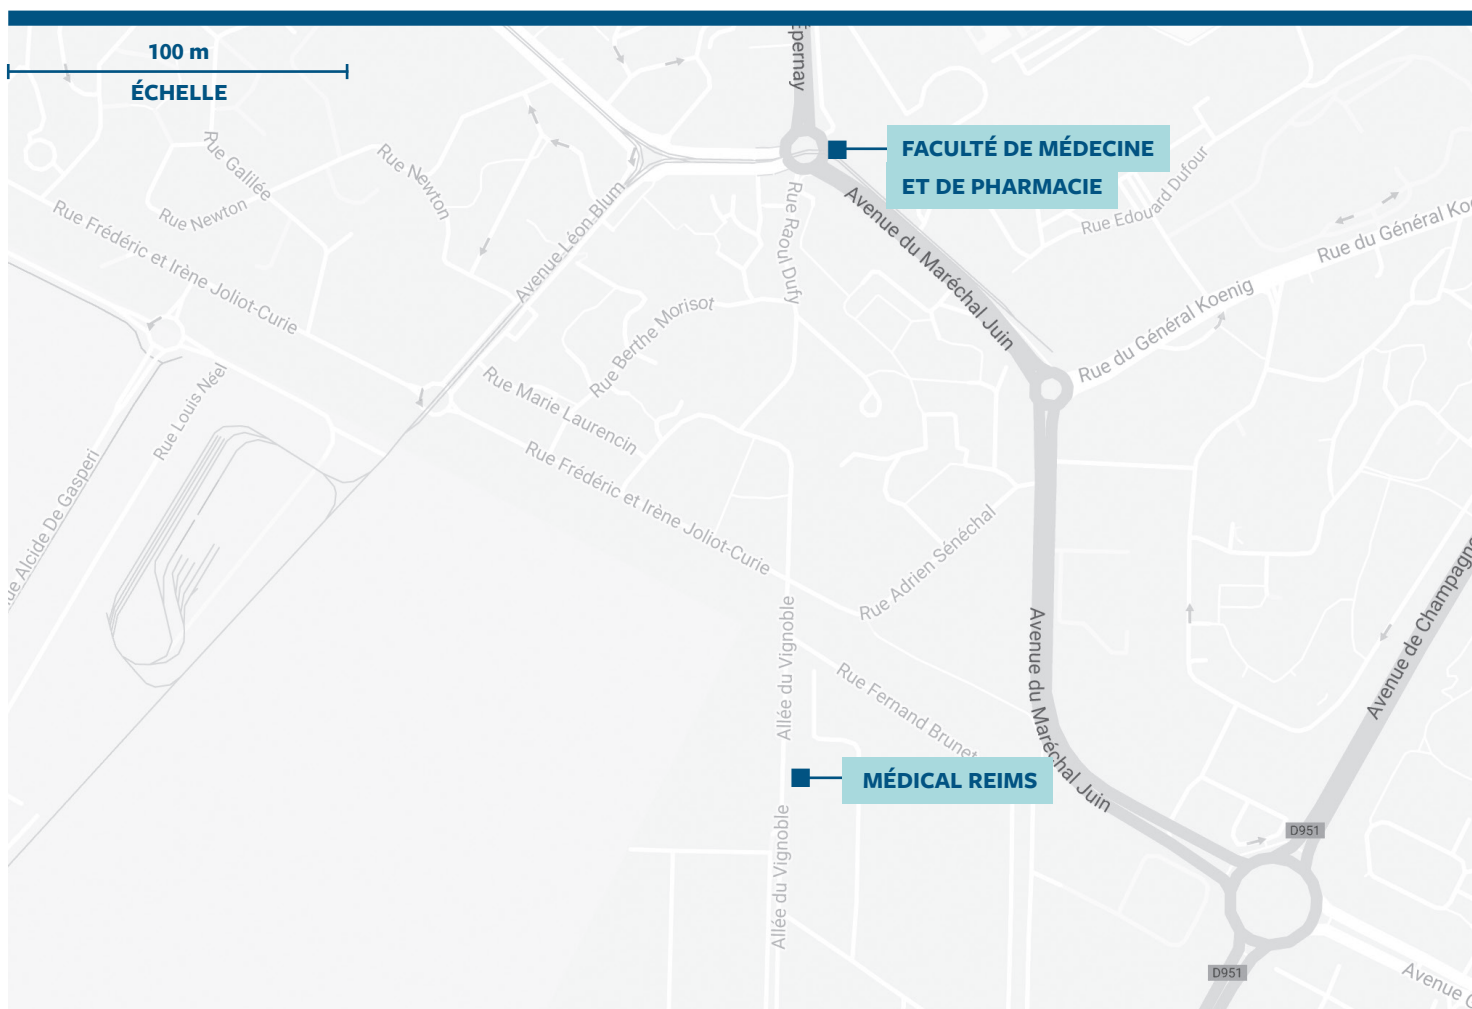 100 m
ÉCHELLE
Epernay
FACULTÉ DE MÉDECINE
ET DE PHARMACIE
Rue Galilée
Rue Newton
Rue Newton
Avenue Léon Blum
Rue Raoul Dufy
Avenue du Maréchal Juin
Rue Edouard Dufour
Rue du Général Koenig
Rue du Général
Rue Frédéric et Irène Joliot-Curie
Rue Berthe Morisot
Rue Marie Laurencin
Rue Louis Néel
Alcide De Gasperi
Rue Frédéric et Irène Joliot-Curie
Rue Adrien Sénéchal
Allée du Vignoble
Rue Fernand Brunet
Avenue du Maréchal Juin
Avenue de Champagne
MÉDICAL REIMS
Allée du Vignoble
D951
D951
Avenue